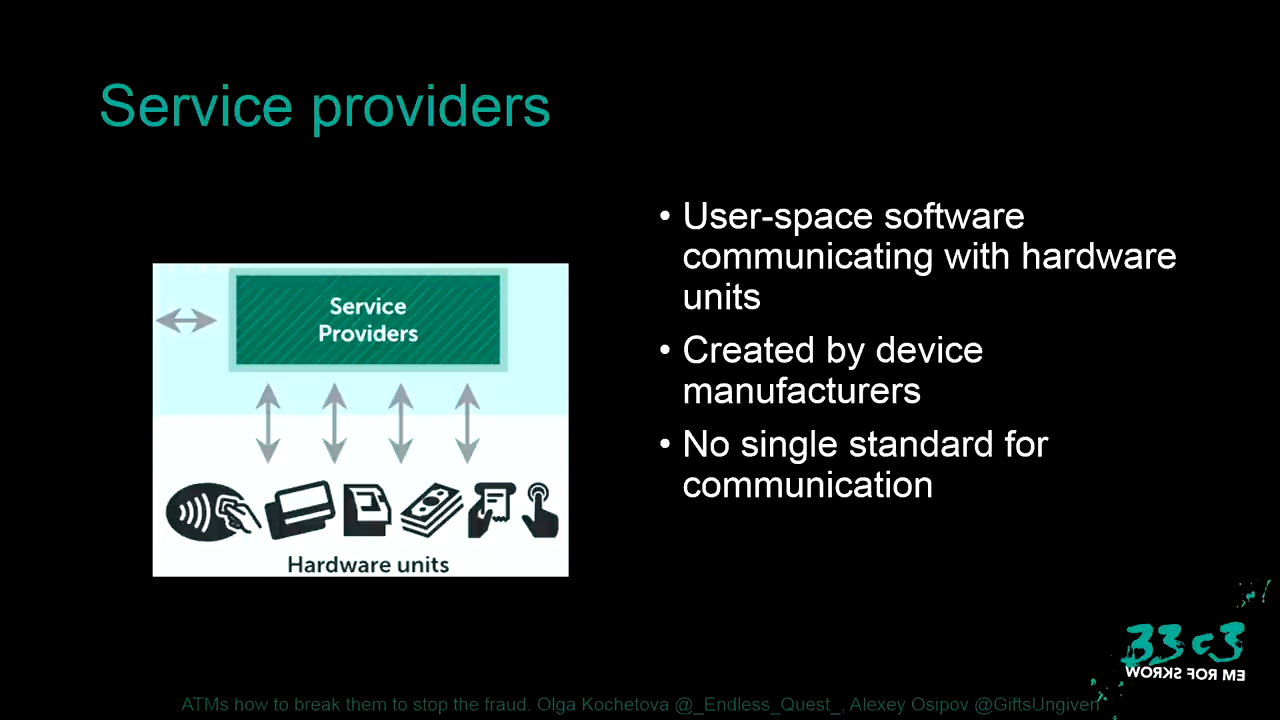 Service providers
Service
Providers
Hardware units
• User-space software
communicating with hardware
units
• Created by device
manufacturers
• No single standard for
communication
33c3
WORKS FOR ME
ATMs how to break them to stop the fraud. Olga Kochetova @_Endless_Quest_, Alexey Osipov @GiftsUngiven